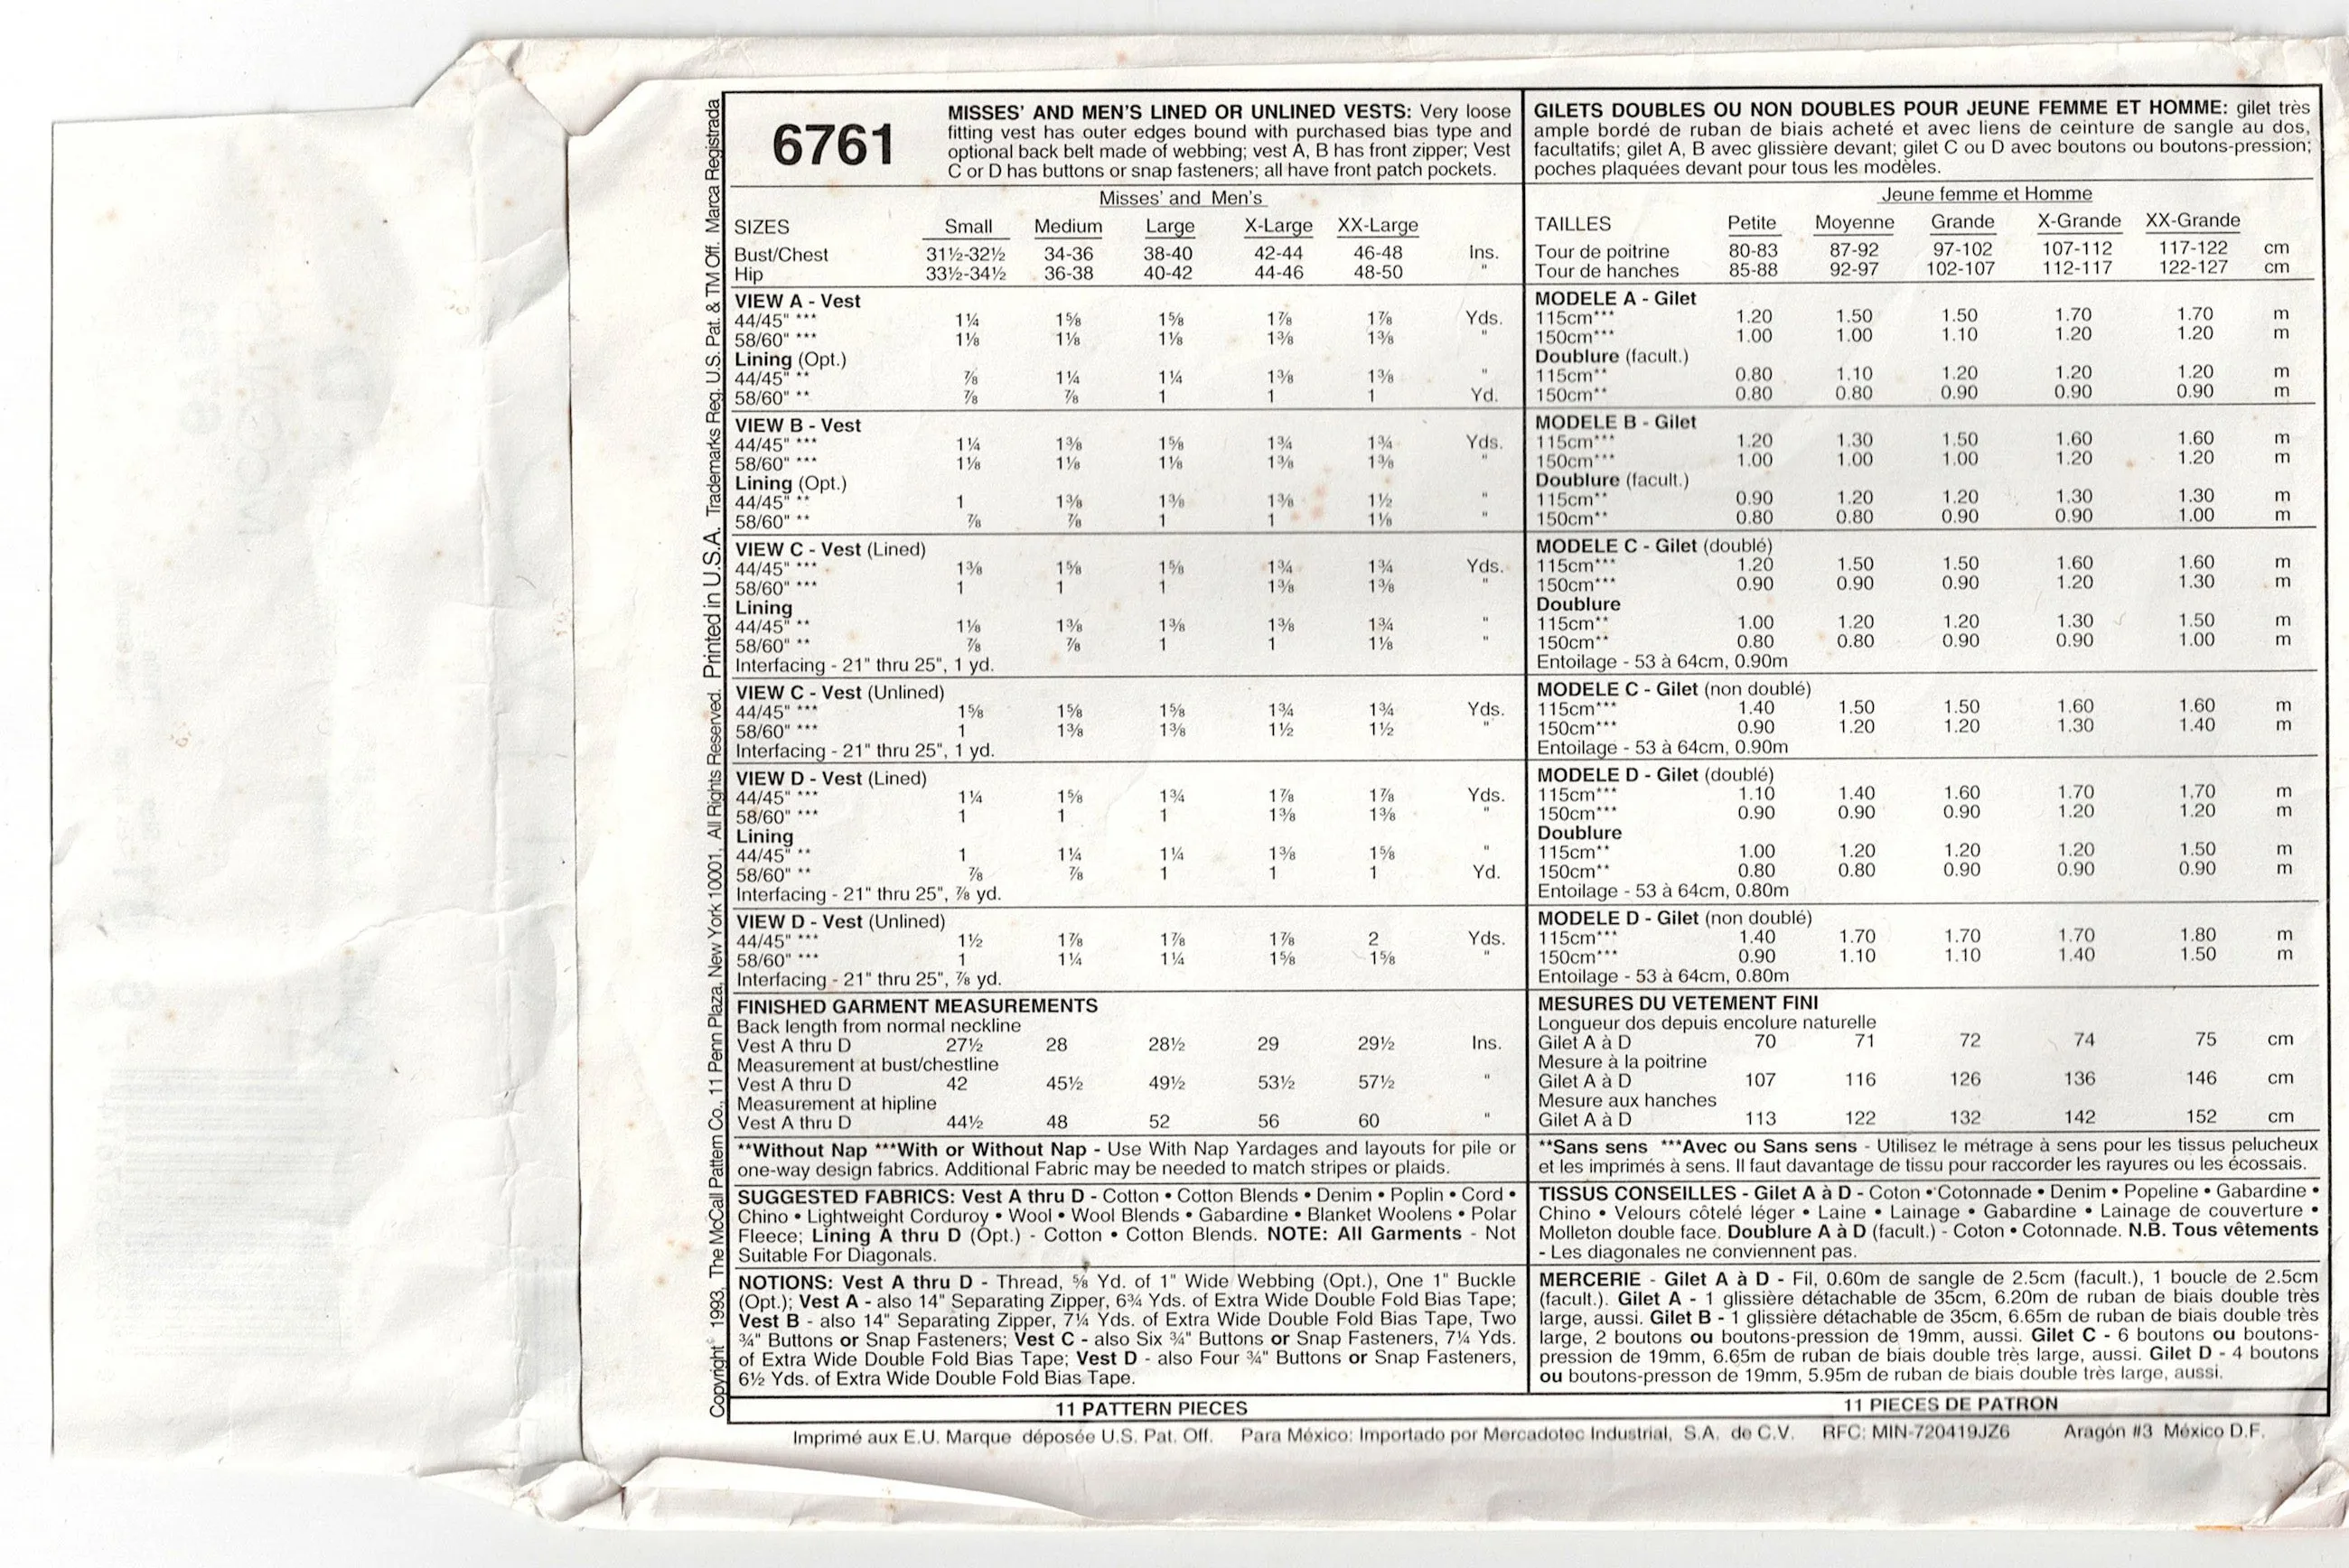 6761
MISSES' AND MEN'S LINED OR UNLINED VESTS: Very loose
fitting vest has outer edges bound with purchased bias type and
optional back belt made of webbing; vest A, B has front zipper; Vest
C or D has buttons or snap fasteners; all have front patch pockets.
Misses' and Men's
SIZES Small Medium Large X-Large XX-Large
Bust/Chest 31½-32½ 34-36 38-40 42-44 46-48 Ins.
Hip 33½-34½ 36-38 40-42 44-46 48-50 "
VIEW A - Vest
44/45" *** 1¼ 1⅝ 1⅝ 1⅞ 1⅞ Yds.
58/60" *** 1⅛ 1⅛ 1⅛ 1⅜ 1⅜ "
Lining (Opt.)
44/45" ** ⅞ 1¼ 1¼ 1⅜ 1⅜ "
58/60" ** ⅞ ⅞ 1 1 1 Yd.
VIEW B - Vest
44/45" *** 1¼ 1⅜ 1⅝ 1¾ 1¾ Yds.
58/60" *** 1⅛ 1⅛ 1⅛ 1⅜ 1⅜ "
Lining (Opt.)
44/45" ** 1 1⅜ 1⅜ 1⅜ 1½ "
58/60" ** ⅞ ⅞ 1 1 1⅛ "
VIEW C - Vest (Lined)
44/45" *** 1⅜ 1⅝ 1⅝ 1¾ 1¾ Yds.
58/60" *** 1 1 1 1⅜ 1⅜ "
Lining
44/45" ** 1⅛ 1⅜ 1⅜ 1⅜ 1¾ "
58/60" ** ⅞ ⅞ 1 1 1⅛ "
Interfacing - 21" thru 25", 1 yd.
VIEW C - Vest (Unlined)
44/45" *** 1⅝ 1⅝ 1⅝ 1¾ 1¾ Yds.
58/60" *** 1 1⅜ 1⅜ 1½ 1½ "
Interfacing - 21" thru 25", 1 yd.
VIEW D - Vest (Lined)
44/45" *** 1¼ 1⅝ 1¾ 1⅞ 1⅞ Yds.
58/60" *** 1 1 1 1⅜ 1⅜ "
Lining
44/45" ** 1 1¼ 1¼ 1⅜ 1⅝ "
58/60" ** ⅞ ⅞ 1 1 1 Yd.
Interfacing - 21" thru 25", ⅞ yd.
VIEW D - Vest (Unlined)
44/45" *** 1½ 1⅞ 1⅞ 1⅞ 2 Yds.
58/60" *** 1 1¼ 1¼ 1⅝ 1⅝ "
Interfacing - 21" thru 25", ⅞ yd.
FINISHED GARMENT MEASUREMENTS
Back length from normal neckline
Vest A thru D 27½ 28 28½ 29 29½ Ins.
Measurement at bust/chestline
Vest A thru D 42 45½ 49½ 53½ 57½ "
Measurement at hipline
Vest A thru D 44½ 48 52 56 60 "
**Without Nap ***With or Without Nap - Use With Nap Yardages and layouts for pile or
one-way design fabrics. Additional Fabric may be needed to match stripes or plaids.
SUGGESTED FABRICS: Vest A thru D - Cotton • Cotton Blends • Denim • Poplin • Cord •
Chino • Lightweight Corduroy • Wool • Wool Blends • Gabardine • Blanket Woolens • Polar
Fleece; Lining A thru D (Opt.) - Cotton • Cotton Blends. NOTE: All Garments - Not
Suitable For Diagonals.
NOTIONS: Vest A thru D - Thread, ⅝ Yd. of 1" Wide Webbing (Opt.), One 1" Buckle
(Opt.); Vest A - also 14" Separating Zipper, 6¾ Yds. of Extra Wide Double Fold Bias Tape;
Vest B - also 14" Separating Zipper, 7¼ Yds. of Extra Wide Double Fold Bias Tape, Two
¾" Buttons or Snap Fasteners; Vest C - also Six ¾" Buttons or Snap Fasteners, 7¼ Yds.
of Extra Wide Double Fold Bias Tape; Vest D - also Four ¾" Buttons or Snap Fasteners,
6½ Yds. of Extra Wide Double Fold Bias Tape.
11 PATTERN PIECES
GILETS DOUBLES OU NON DOUBLES POUR JEUNE FEMME ET HOMME: gilet très
ample bordé de ruban de biais acheté et avec liens de ceinture de sangle au dos,
facultatifs; gilet A, B avec glissière devant; gilet C ou D avec boutons ou boutons-pression;
poches plaquées devant pour tous les modèles.
Jeune femme et Homme
TAILLES Petite Moyenne Grande X-Grande XX-Grande
Tour de poitrine 80-83 87-92 97-102 107-112 117-122 cm
Tour de hanches 85-88 92-97 102-107 112-117 122-127 cm
MODELE A - Gilet
115cm*** 1.20 1.50 1.50 1.70 1.70 m
150cm*** 1.00 1.00 1.10 1.20 1.20 m
Doublure (facult.)
115cm** 0.80 1.10 1.20 1.20 1.20 m
150cm** 0.80 0.80 0.90 0.90 0.90 m
MODELE B - Gilet
115cm*** 1.20 1.30 1.50 1.60 1.60 m
150cm*** 1.00 1.00 1.00 1.20 1.20 m
Doublure (facult.)
115cm** 0.90 1.20 1.20 1.30 1.30 m
150cm** 0.80 0.80 0.90 0.90 1.00 m
MODELE C - Gilet (doublé)
115cm*** 1.20 1.50 1.50 1.60 1.60 m
150cm*** 0.90 0.90 0.90 1.20 1.30 m
Doublure
115cm** 1.00 1.20 1.20 1.30 1.50 m
150cm** 0.80 0.80 0.90 0.90 1.00 m
Entoilage - 53 à 64cm, 0.90m
MODELE C - Gilet (non doublé)
115cm*** 1.40 1.50 1.50 1.60 1.60 m
150cm*** 0.90 1.20 1.20 1.30 1.40 m
Entoilage - 53 à 64cm, 0.90m
MODELE D - Gilet (doublé)
115cm*** 1.10 1.40 1.60 1.70 1.70 m
150cm*** 0.90 0.90 0.90 1.20 1.20 m
Doublure
115cm** 1.00 1.20 1.20 1.20 1.50 m
150cm** 0.80 0.80 0.90 0.90 0.90 m
Entoilage - 53 à 64cm, 0.80m
MODELE D - Gilet (non doublé)
115cm*** 1.40 1.70 1.70 1.70 1.80 m
150cm*** 0.90 1.10 1.10 1.40 1.50 m
Entoilage - 53 à 64cm, 0.80m
MESURES DU VETEMENT FINI
Longueur dos depuis encolure naturelle
Gilet A à D 70 71 72 74 75 cm
Mesure à la poitrine
Gilet A à D 107 116 126 136 146 cm
Mesure aux hanches
Gilet A à D 113 122 132 142 152 cm
**Sans sens ***Avec ou Sans sens - Utilisez le métrage à sens pour les tissus pelucheux
et les imprimés à sens. Il faut davantage de tissu pour raccorder les rayures ou les écossais.
TISSUS CONSEILLES - Gilet A à D - Coton • Cotonnade • Denim • Popeline • Gabardine •
Chino • Velours côtelé léger • Laine • Lainage • Gabardine • Lainage de couverture •
Molleton double face. Doublure A à D (facult.) - Coton • Cotonnade. N.B. Tous vêtements
- Les diagonales ne conviennent pas.
MERCERIE - Gilet A à D - Fil, 0.60m de sangle de 2.5cm (facult.), 1 boucle de 2.5cm
(facult.). Gilet A - 1 glissière détachable de 35cm, 6.20m de ruban de biais double très
large, aussi. Gilet B - 1 glissière détachable de 35cm, 6.65m de ruban de biais double très
large, 2 boutons ou boutons-pression de 19mm, aussi. Gilet C - 6 boutons ou boutons-
pression de 19mm, 6.65m de ruban de biais double très large, aussi. Gilet D - 4 boutons
ou boutons-presson de 19mm, 5.95m de ruban de biais double très large, aussi.
11 PIECES DE PATRON
Imprimé aux E.U. Marque déposée U.S. Pat. Off. Para México: Importado por Mercadotec Industrial, S.A. de C.V. RFC: MIN-720419JZ6 Aragón #3 México D.F.
Copyright© 1993, The McCall Pattern Co., 11 Penn Plaza, New York 10001, All Rights Reserved. Printed in U.S.A. Trademarks Reg. U.S. Pat. & TM Off. Marca Registrada